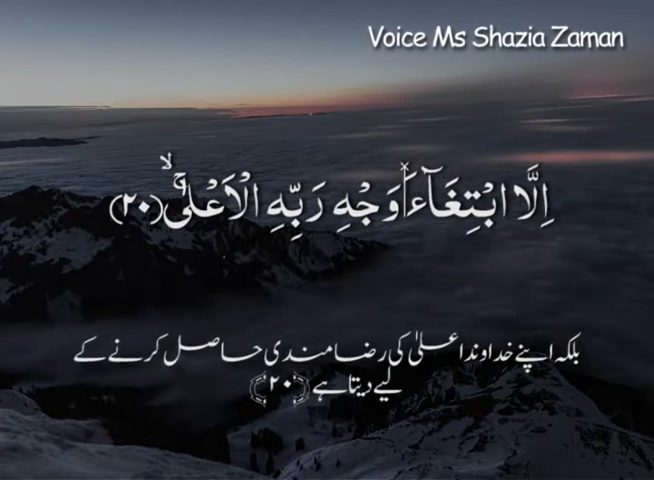 Voice Ms Shazia Zaman
اِلَّا ابْتِغَآءَ وَجْهِ رَبِّهِ الْاَعْلٰىۚۙ(۲۰)
بلکہ اپنے خداوند اعلیٰ کی رضامندی حاصل کرنے کے
لیے دیتا ہے ﴿۲۰﴾